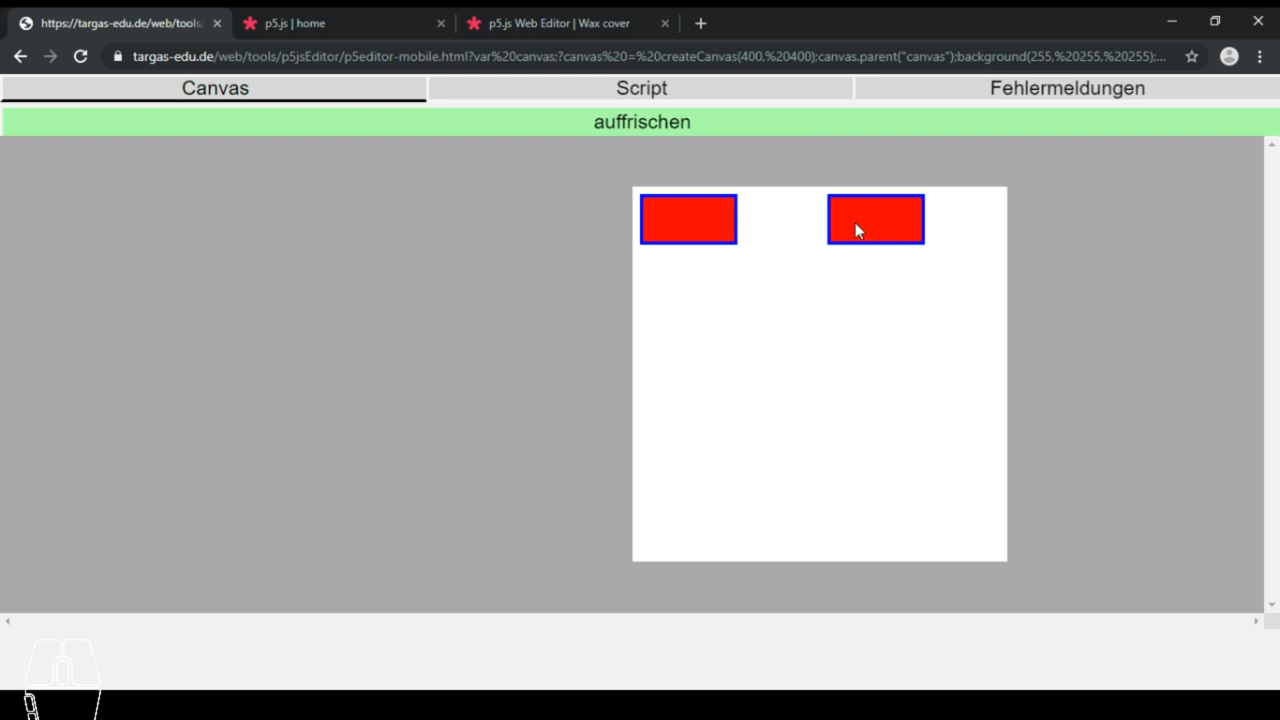 https://targas-edu.de/web/tools
p5.js | home
p5.js Web Editor | Wax cover
targas-edu.de/web/tools/p5jsEditor/p5editor-mobile.html?var%20canvas;?canvas%20=%20createCanvas(400,%20400);canvas.parent("canvas");background(255,%20255,%20255);...
Canvas
Script
Fehlermeldungen
auffrischen